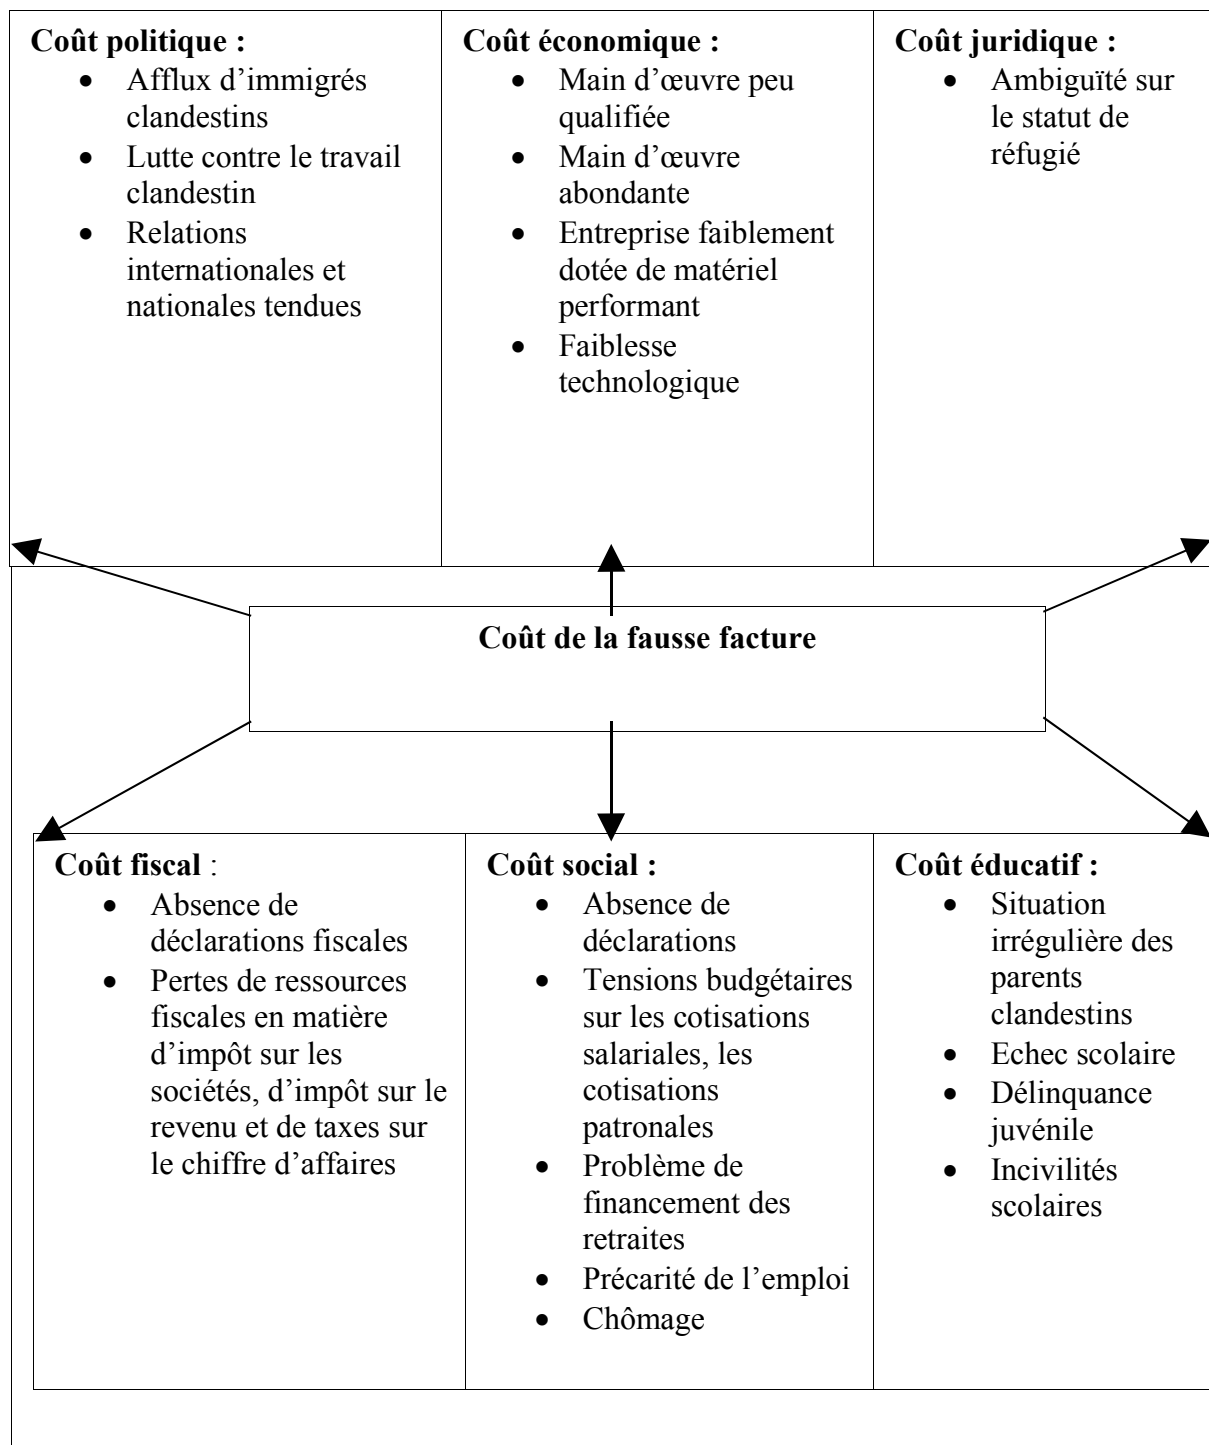 Coût politique :
• Afflux d’immigrés
clandestins
• Lutte contre le travail
clandestin
• Relations
internationales et
nationales tendues
Coût économique :
• Main d’œuvre peu
qualifiée
• Main d’œuvre
abondante
• Entreprise faiblement
dotée de matériel
performant
• Faiblesse
technologique
Coût juridique :
• Ambiguïté sur
le statut de
réfugié
Coût de la fausse facture
Coût fiscal :
• Absence de
déclarations fiscales
• Pertes de ressources
fiscales en matière
d’impôt sur les
sociétés, d’impôt sur le
revenu et de taxes sur
le chiffre d’affaires
Coût social :
• Absence de
déclarations
• Tensions budgétaires
sur les cotisations
salariales, les
cotisations
patronales
• Problème de
financement des
retraites
• Précarité de l’emploi
• Chômage
Coût éducatif :
• Situation
irrégulière des
parents
clandestins
• Echec scolaire
• Délinquance
juvénile
• Incivilités
scolaires